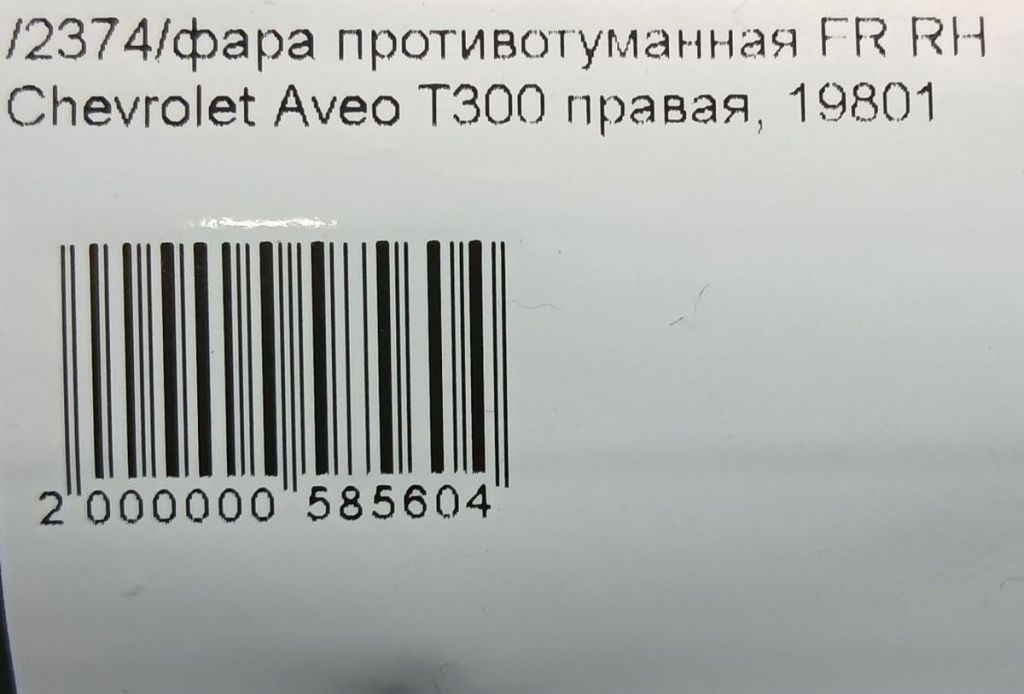 /2374/фара противотуманная FR RH
Chevrolet Aveo T300 правая, 19801
2 000000 585604